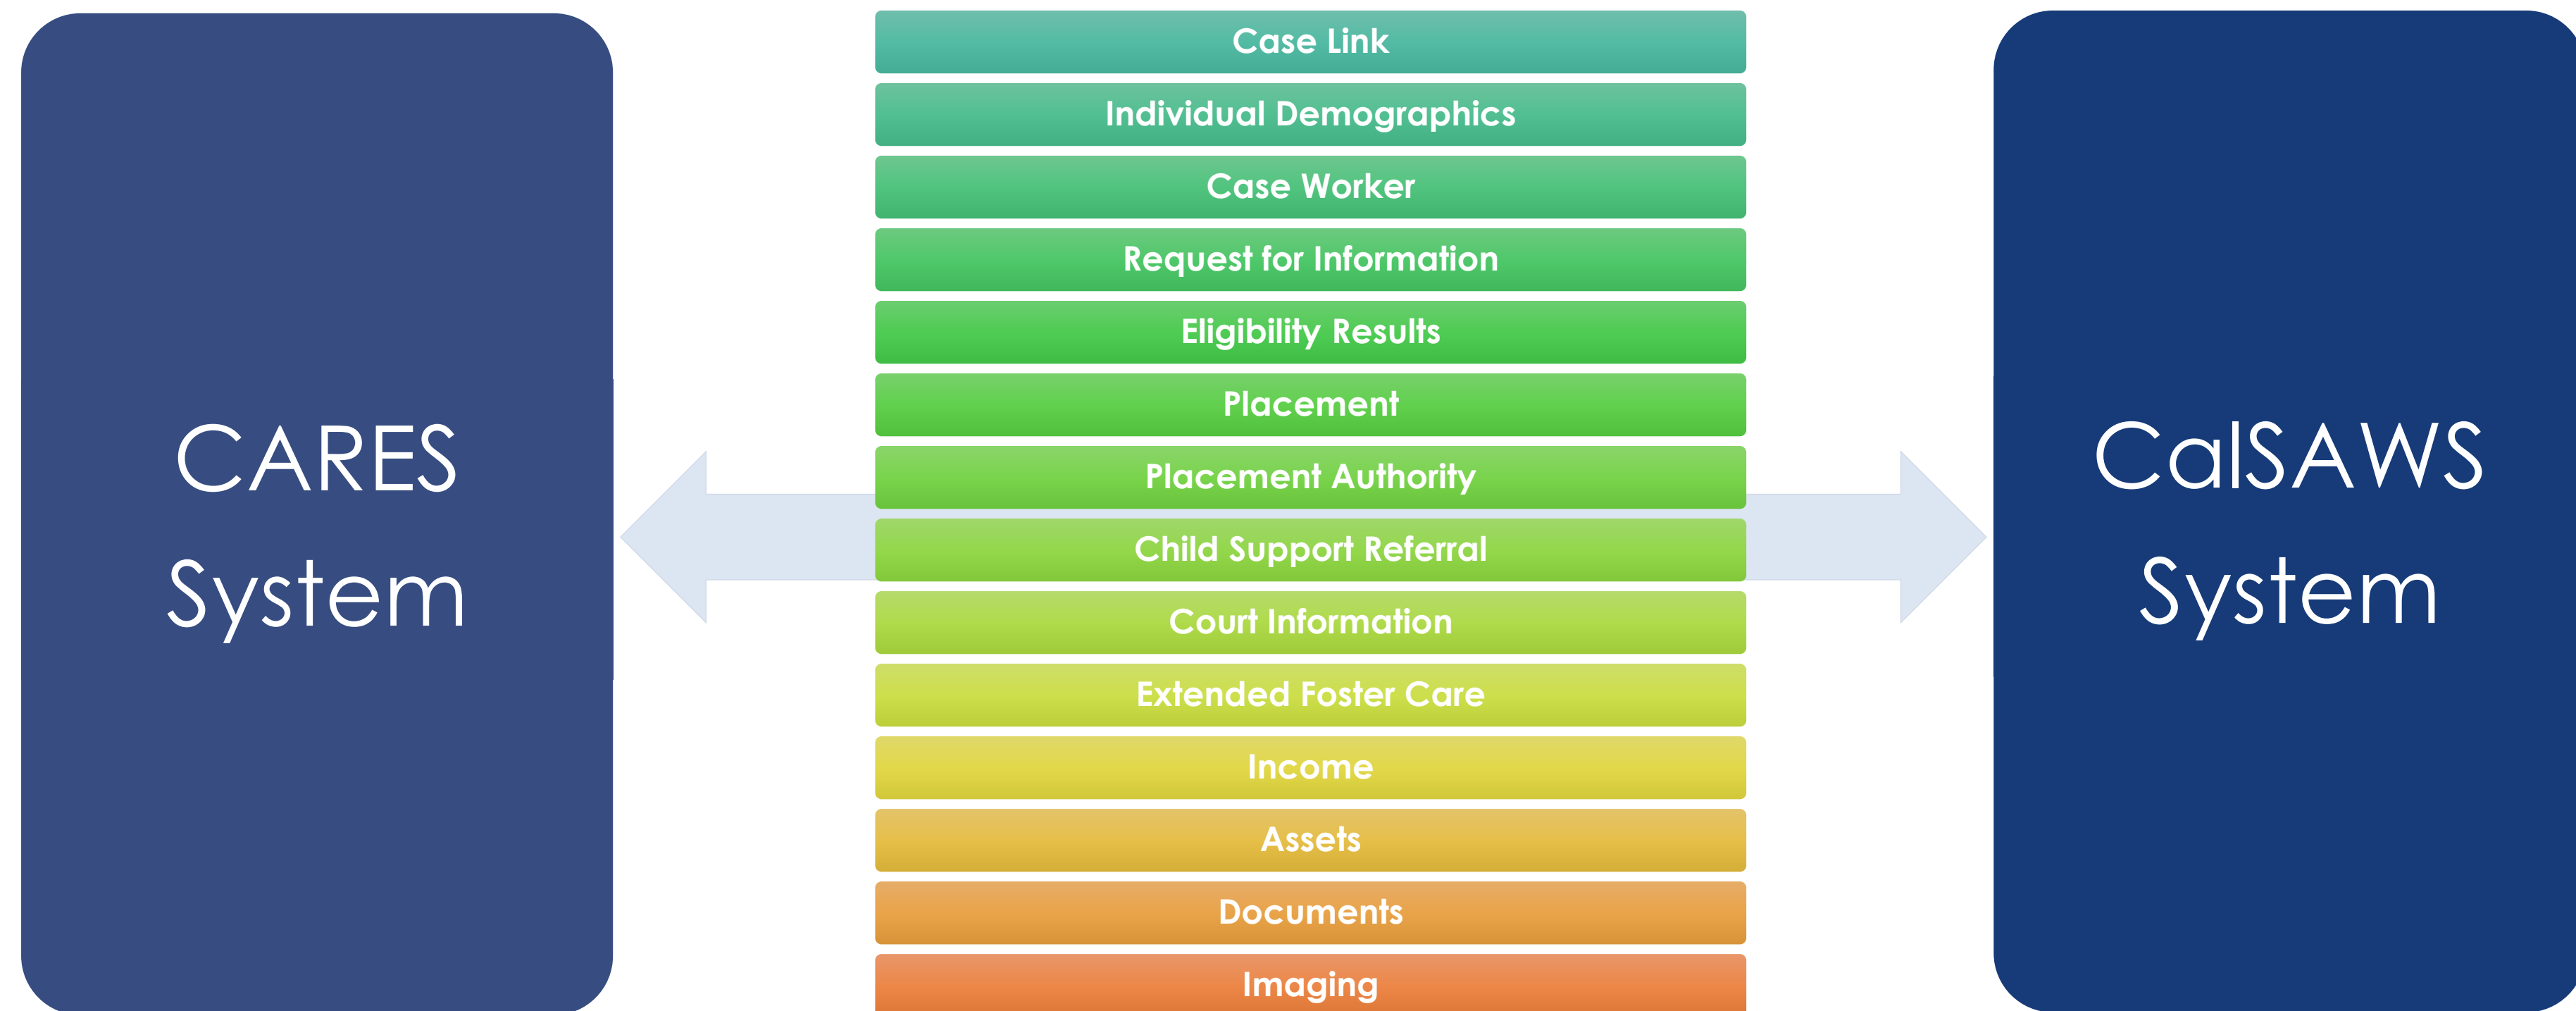 CARES
System
Case Link
Individual Demographics
Case Worker
Request for Information
Eligibility Results
Placement
Placement Authority
Child Support Referral
Court Information
Extended Foster Care
Income
Assets
Documents
Imaging
CalSAWS
System